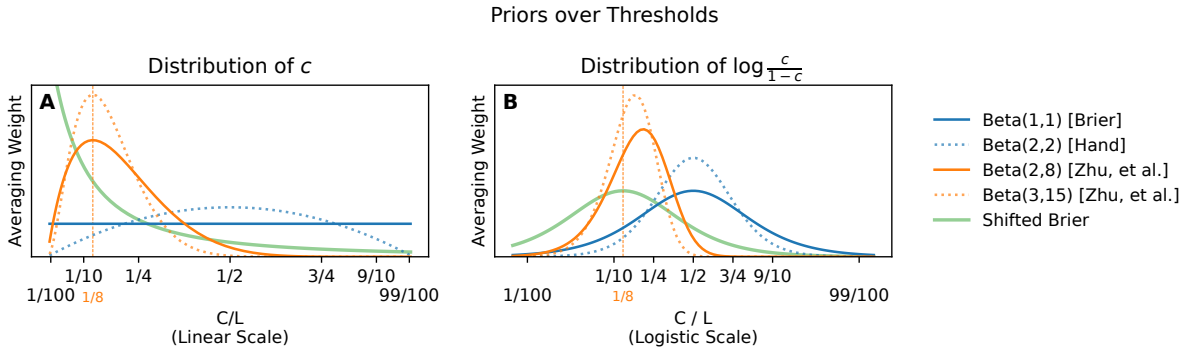 Priors over Thresholds
Distribution of c
A
Averaging Weight
1/10 1/4 1/2 3/4 9/10
1/100 1/8 99/100
C/L
(Linear Scale)
Distribution of log c/(1−c)
B
Averaging Weight
1/10 1/4 1/2 3/4 9/10
1/100 1/8 99/100
C / L
(Logistic Scale)
Beta(1,1) [Brier]
Beta(2,2) [Hand]
Beta(2,8) [Zhu, et al.]
Beta(3,15) [Zhu, et al.]
Shifted Brier